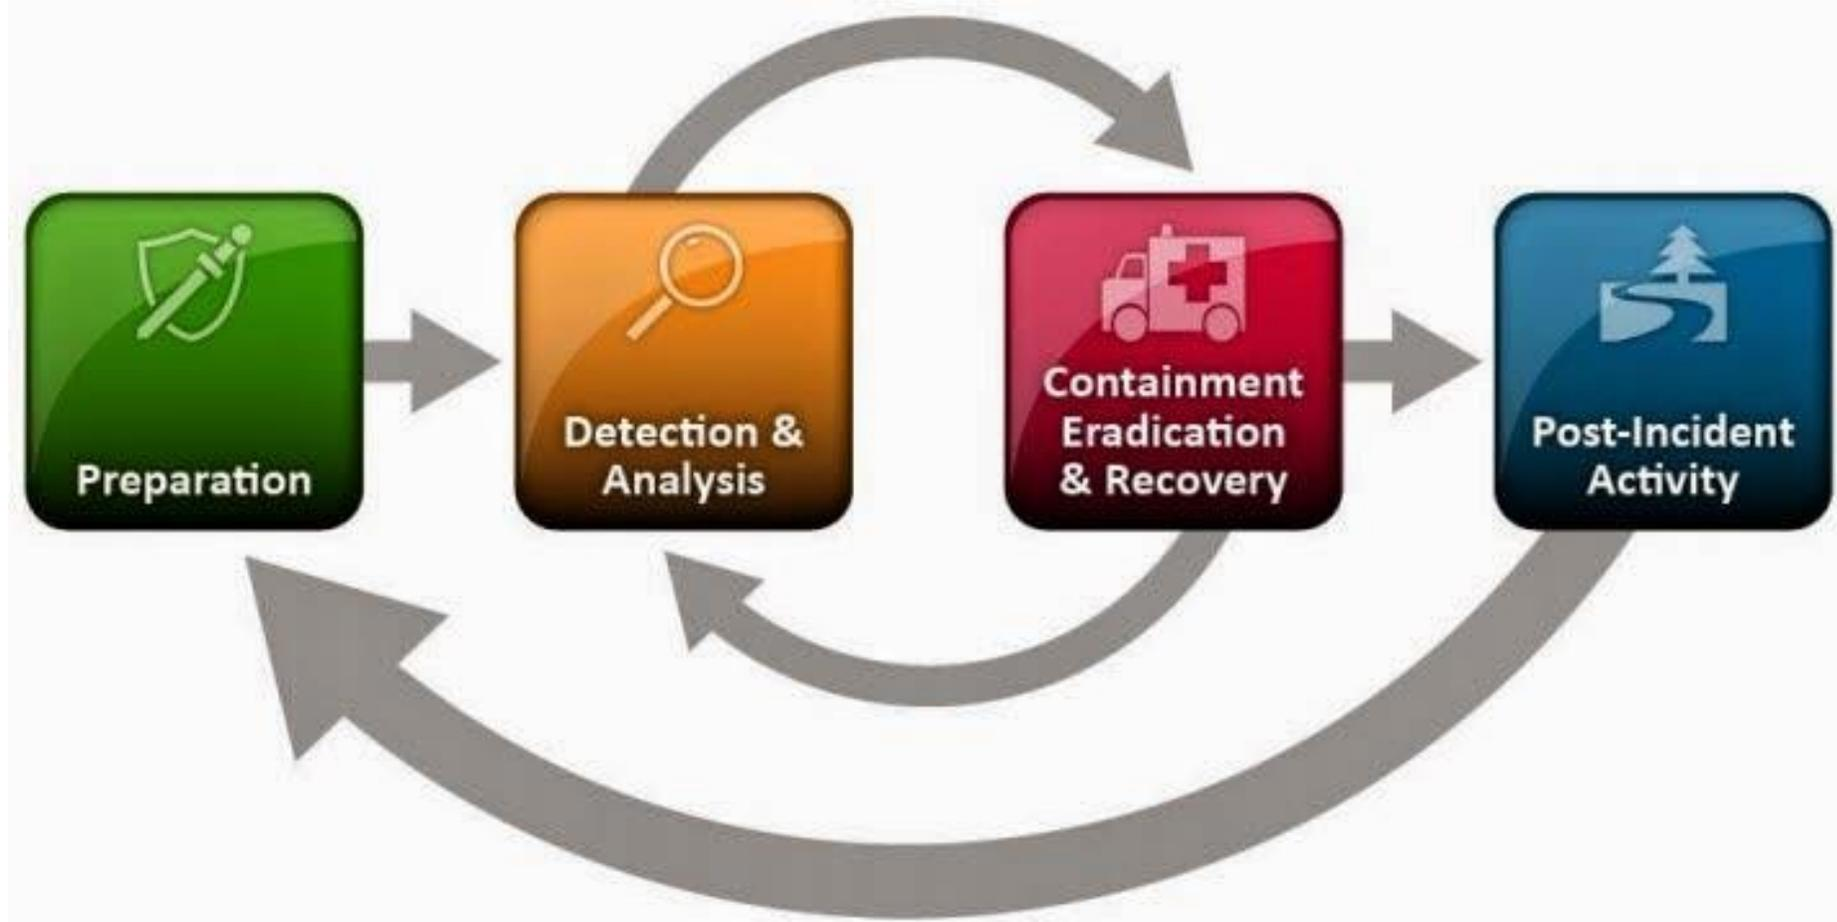 Preparation
Detection &
Analysis
Containment
Eradication
& Recovery
Post-Incident
Activity